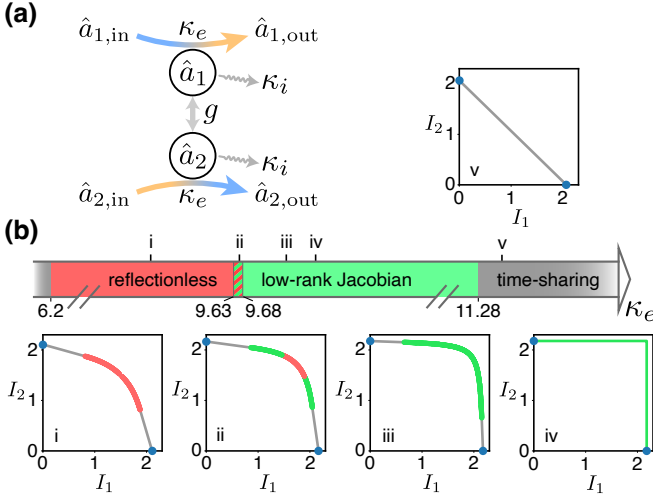 (a)
â₁,in κₑ â₁,out
â₁ κᵢ
g
â₂ κᵢ
â₂,in κₑ â₂,out
2
I₂
1
v
0
0 1 2
I₁
(b)
i ii iii iv v
reflectionless low-rank Jacobian time-sharing
6.2 9.63 9.68 11.28 κₑ
2
I₂
1
i
0
0 1 2
I₁
2
I₂
1
ii
0
0 1 2
I₁
2
I₂
1
iii
0
0 1 2
I₁
2
I₂
1
iv
0
0 1 2
I₁